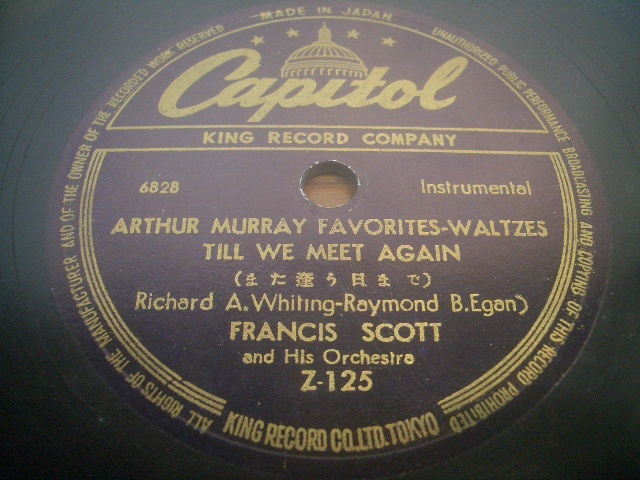 MADE IN JAPAN
ALL RIGHTS OF THE MANUFACTURER AND OF THE OWNER OF THE RECORDED WORK RESERVED
UNAUTHORIZED PUBLIC PERFORMANCE BROADCASTING AND COPYING OF THIS RECORD PROHIBITED
Capitol
KING RECORD COMPANY
6828 Instrumental
ARTHUR MURRAY FAVORITES-WALTZES
TILL WE MEET AGAIN
(また逢う日まで)
Richard A.Whiting-Raymond B.Egan)
FRANCIS SCOTT
and His Orchestra
Z-125
KING RECORD CO.LTD.TOKYO